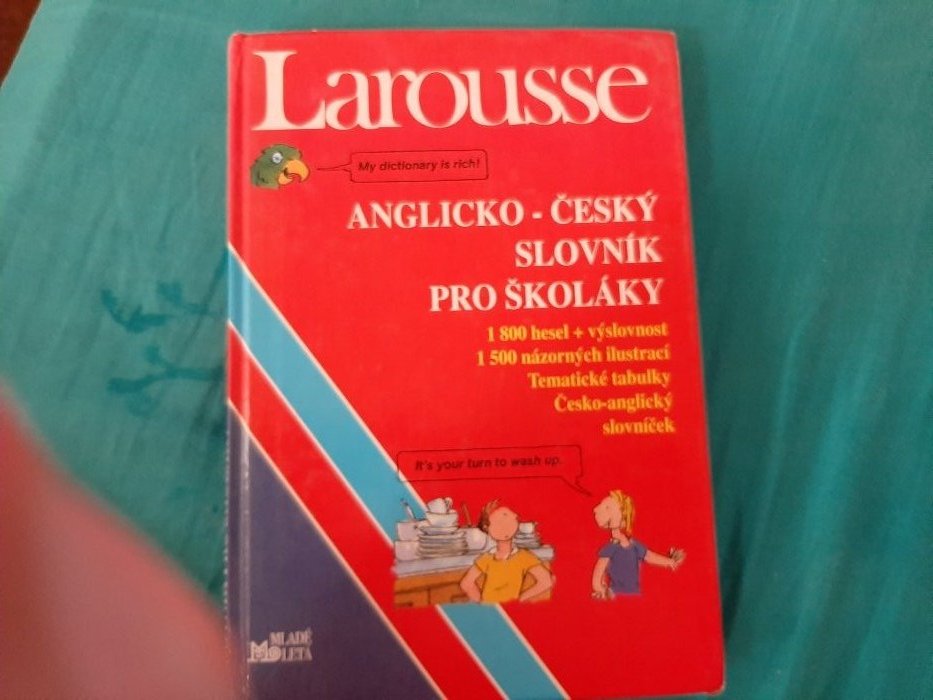 Larousse
My dictionary is rich!
ANGLICKO - ČESKÝ
SLOVNÍK
PRO ŠKOLÁKY
1 800 hesel + výslovnost
1 500 názorných ilustrací
Tematické tabulky
Česko-anglický
slovníček
It's your turn to wash up.
MLADÉ
LETÁ